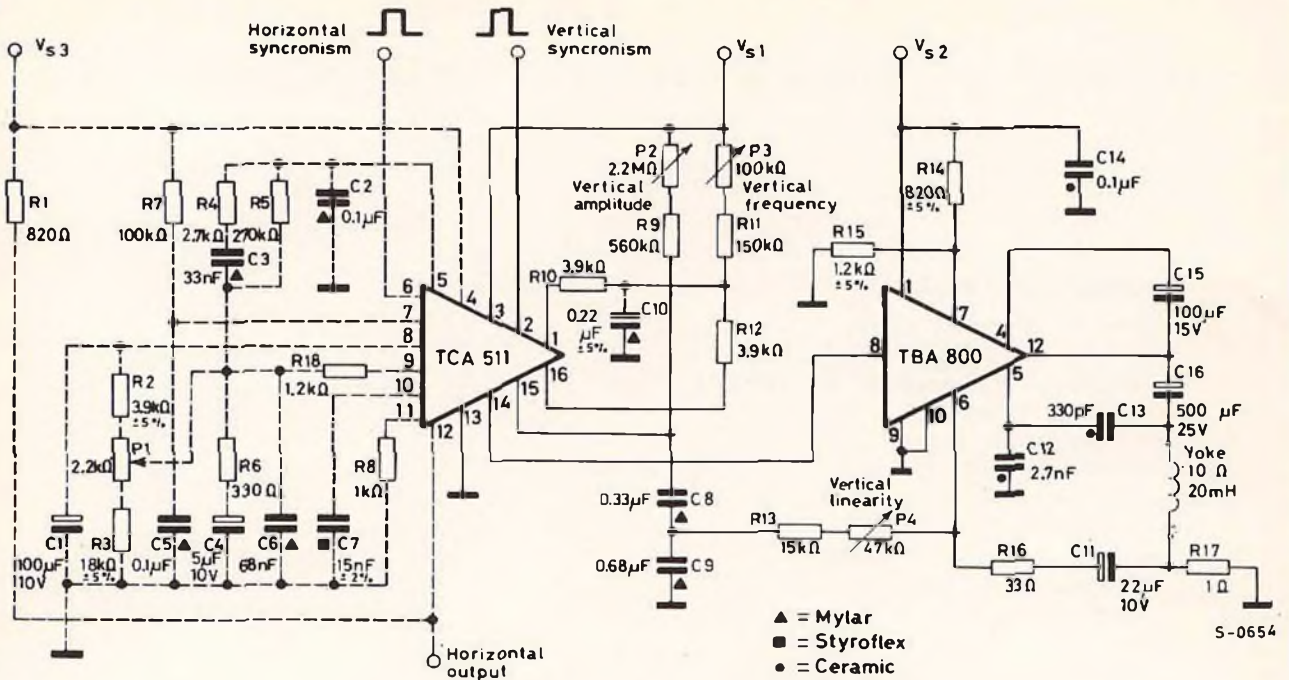 Vs3
Horizontal
syncronism
Vertical
syncronism
Vs1
Vs2
R1
820Ω
R7
100kΩ
R4
2.7kΩ
R5
270kΩ
C2
0.1µF
C3
33nF
P2
2.2MΩ
Vertical
amplitude
P3
100kΩ
Vertical
frequency
R9
560kΩ
R11
150kΩ
R10
3.9kΩ
C10
0.22
µF
±5%
R12
3.9kΩ
R14
820Ω
±5%
C14
0.1µF
R15
1.2kΩ
±5%
C15
100µF
15V
6
5
4
3
2
1
7
8
9
10
11
12
13
14
15
16
TCA 511
8
1
7
4
12
5
6
10
9
TBA 800
R2
3.9kΩ
±5%
R18
1.2kΩ
P1
2.2kΩ
R6
330Ω
R8
1kΩ
C1
100µF
10V
R3
18kΩ
±5%
C5
0.1µF
C4
5µF
10V
C6
68nF
C7
15nF
±2%
0.33µF
C8
0.68µF
C9
R13
15kΩ
Vertical
linearity
P4
47kΩ
C12
2.7nF
330pF
C13
C16
500 µF
25V
Yoke
10 Ω
20mH
R16
33Ω
C11
22µF
10V
R17
1Ω
Horizontal
output
▲ = Mylar
■ = Styroflex
● = Ceramic
S-0654